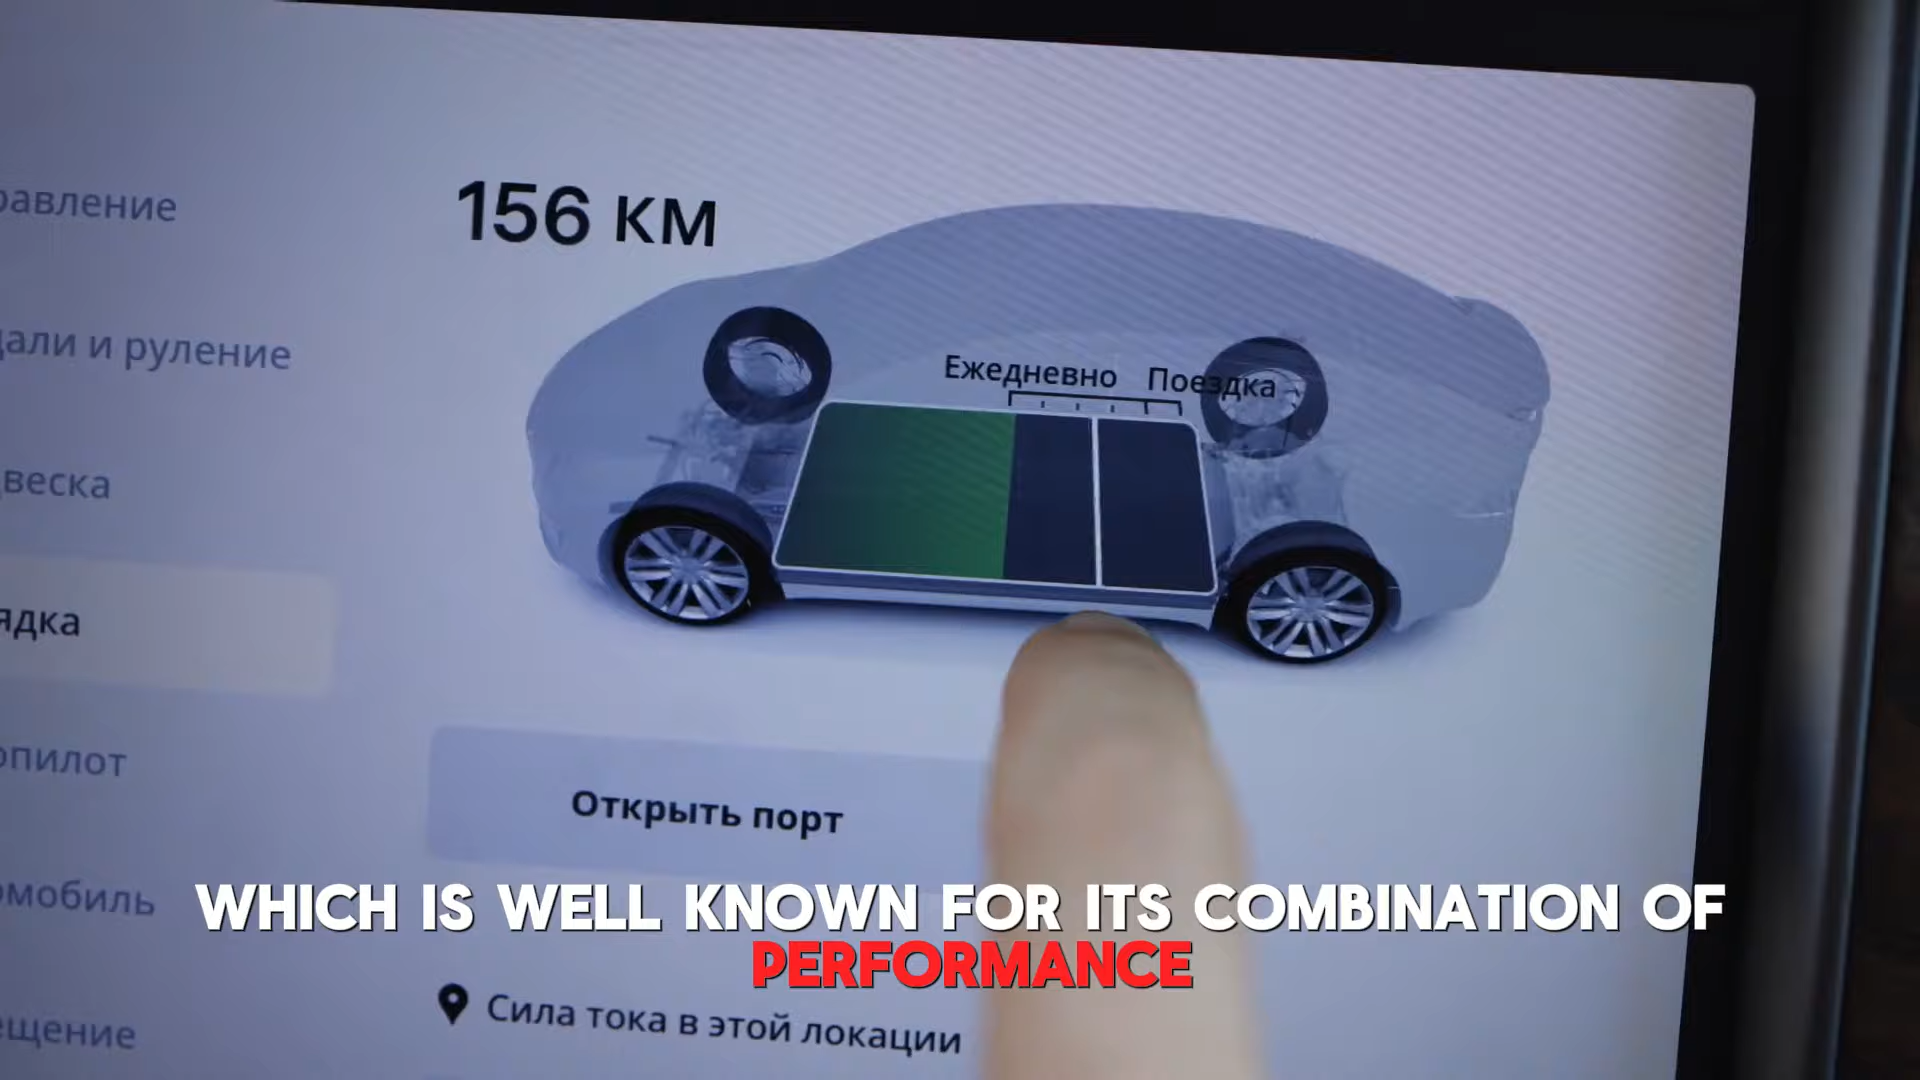 156 км
равление
Ежедневно Поездка
дали и руление
веска
ядка
опилот
Открыть порт
омобиль
WHICH IS WELL KNOWN FOR ITS COMBINATION OF
PERFORMANCE
Сила тока в этой локации
ещение